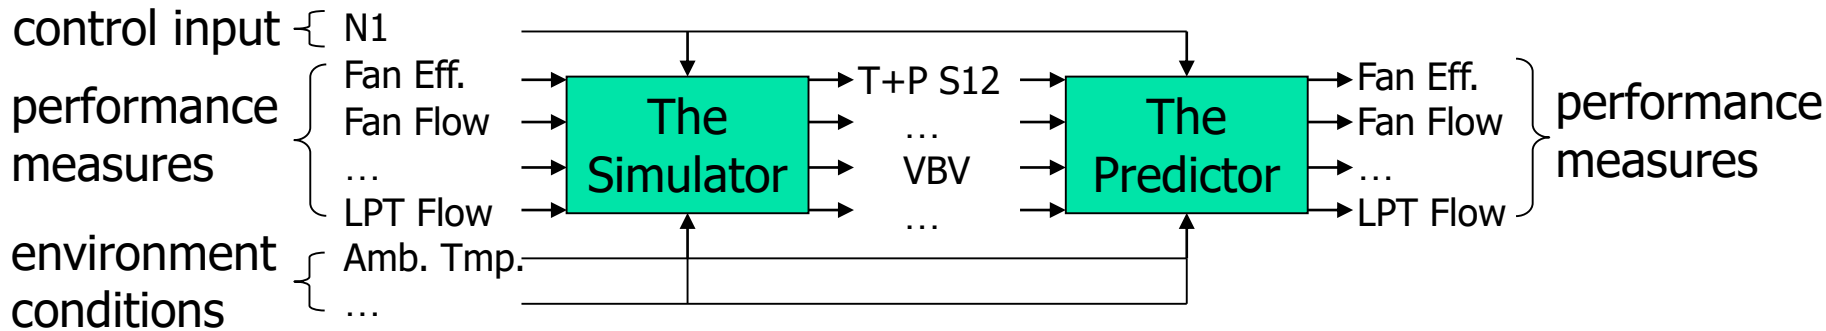 control input
N1
performance
measures
Fan Eff.
Fan Flow
...
LPT Flow
environment
conditions
Amb. Tmp.
...
The
Simulator
T+P S12
...
VBV
...
The
Predictor
Fan Eff.
Fan Flow
...
LPT Flow
performance
measures